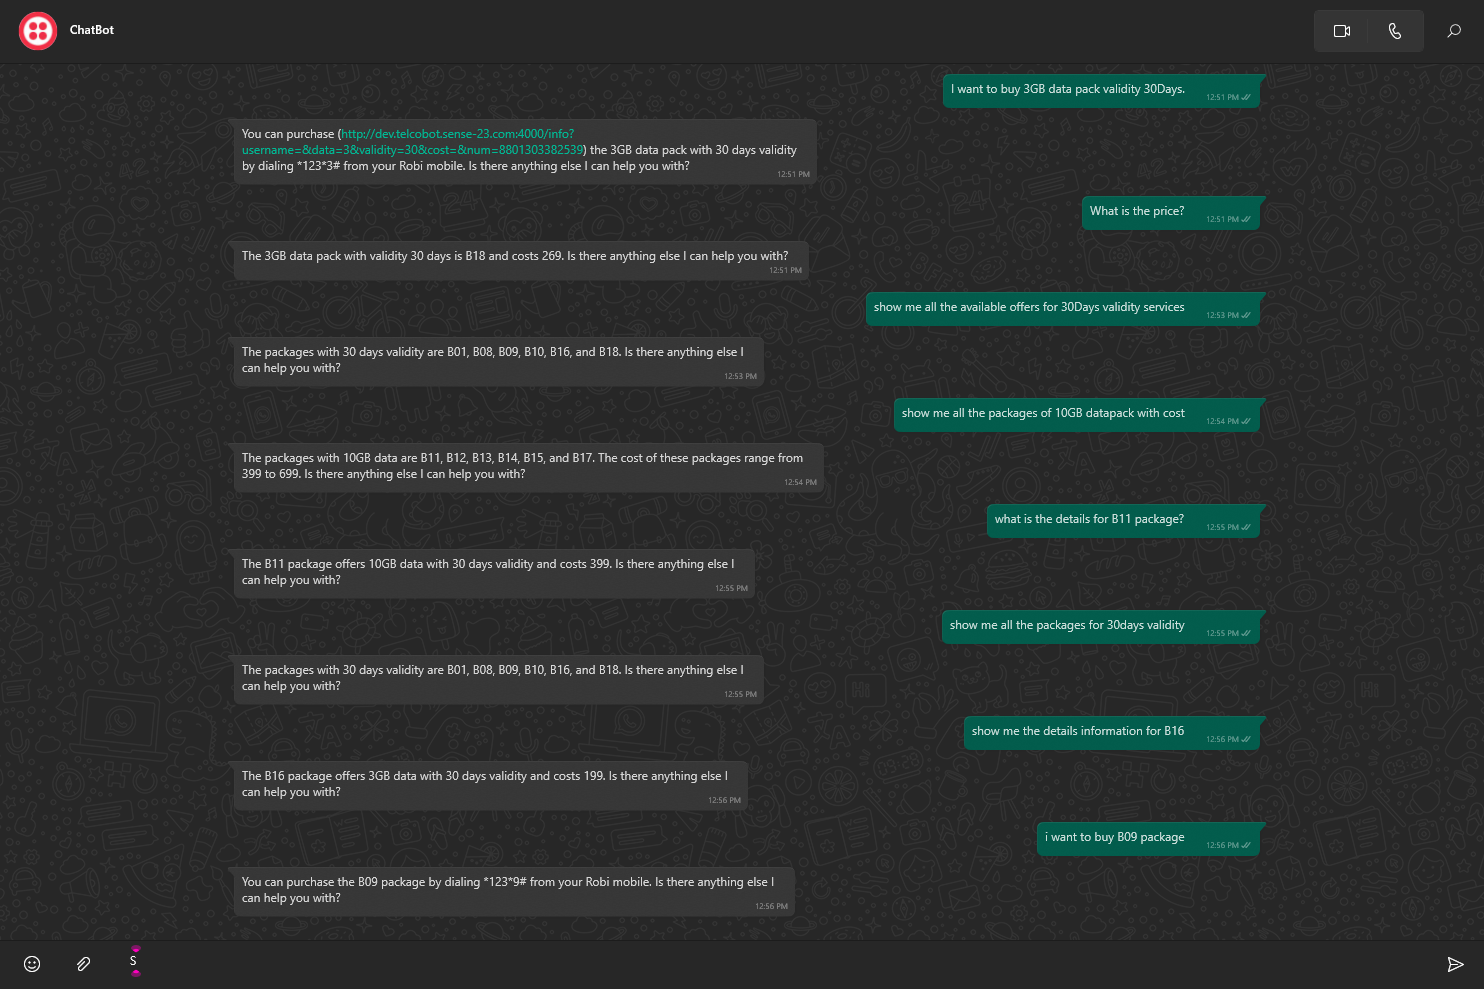 ChatBot
I want to buy 3GB data pack validity 30Days.
12:51 PM
You can purchase (http://dev.telcobot.sense-23.com:4000/info?
username=&data=3&validity=30&cost=&num=8801303382539) the 3GB data pack with 30 days validity
by dialing *123*3# from your Robi mobile. Is there anything else I can help you with?
12:51 PM
What is the price?
12:51 PM
The 3GB data pack with validity 30 days is B18 and costs 269. Is there anything else I can help you with?
12:51 PM
show me all the available offers for 30Days validity services
12:53 PM
The packages with 30 days validity are B01, B08, B09, B10, B16, and B18. Is there anything else I
can help you with?
12:53 PM
show me all the packages of 10GB datapack with cost
12:54 PM
The packages with 10GB data are B11, B12, B13, B14, B15, and B17. The cost of these packages range from
399 to 699. Is there anything else I can help you with?
12:54 PM
what is the details for B11 package?
12:55 PM
The B11 package offers 10GB data with 30 days validity and costs 399. Is there anything else I
can help you with?
12:55 PM
show me all the packages for 30days validity
12:55 PM
The packages with 30 days validity are B01, B08, B09, B10, B16, and B18. Is there anything else I
can help you with?
12:55 PM
show me the details information for B16
12:56 PM
The B16 package offers 3GB data with 30 days validity and costs 199. Is there anything else I
can help you with?
12:56 PM
i want to buy B09 package
12:56 PM
You can purchase the B09 package by dialing *123*9# from your Robi mobile. Is there anything else I
can help you with?
12:56 PM
S